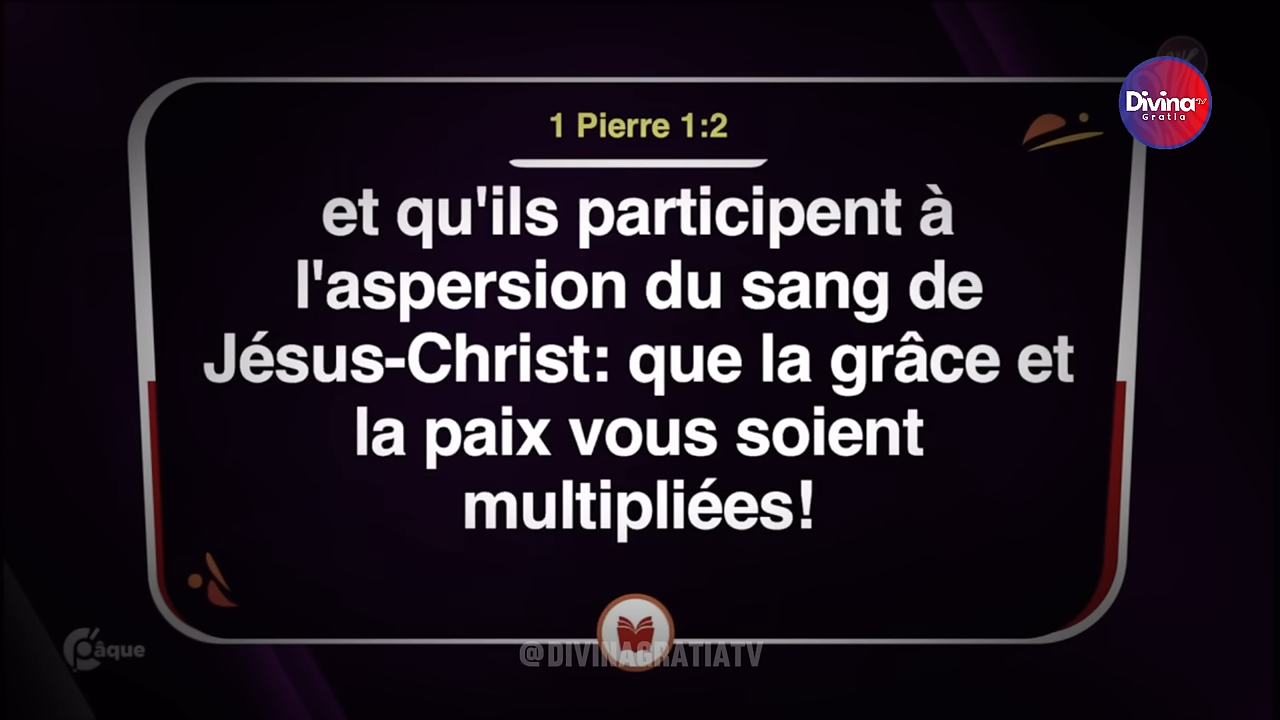 Divina TV
Gratia
1 Pierre 1:2
et qu'ils participent à
l'aspersion du sang de
Jésus-Christ: que la grâce et
la paix vous soient
multipliées!
Pâque
@DIVINAGRATIATV